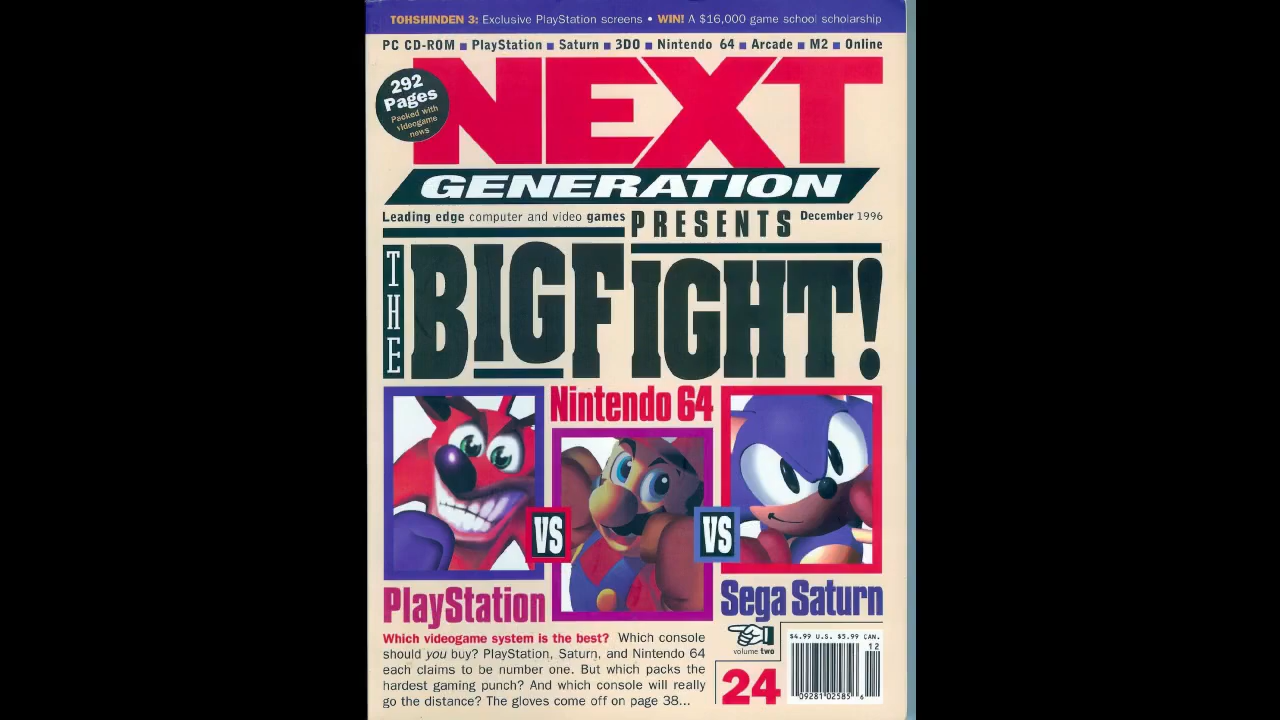 TOHSHINDEN 3: Exclusive PlayStation screens • WIN! A $16,000 game school scholarship
PC CD-ROM ■ PlayStation ■ Saturn ■ 3DO ■ Nintendo 64 ■ Arcade ■ M2 ■ Online
292
Pages
Packed with
videogame
news
NEXT
GENERATION
Leading edge computer and video games
PRESENTS
December 1996
THE
BIG FIGHT!
Nintendo 64
VS
VS
PlayStation
Sega Saturn
Which videogame system is the best? Which console
should you buy? PlayStation, Saturn, and Nintendo 64
each claims to be number one. But which packs the
hardest gaming punch? And which console will really
go the distance? The gloves come off on page 38...
volume two
24
$4.99 U.S. $5.99 CAN.
12
09281 02585 6